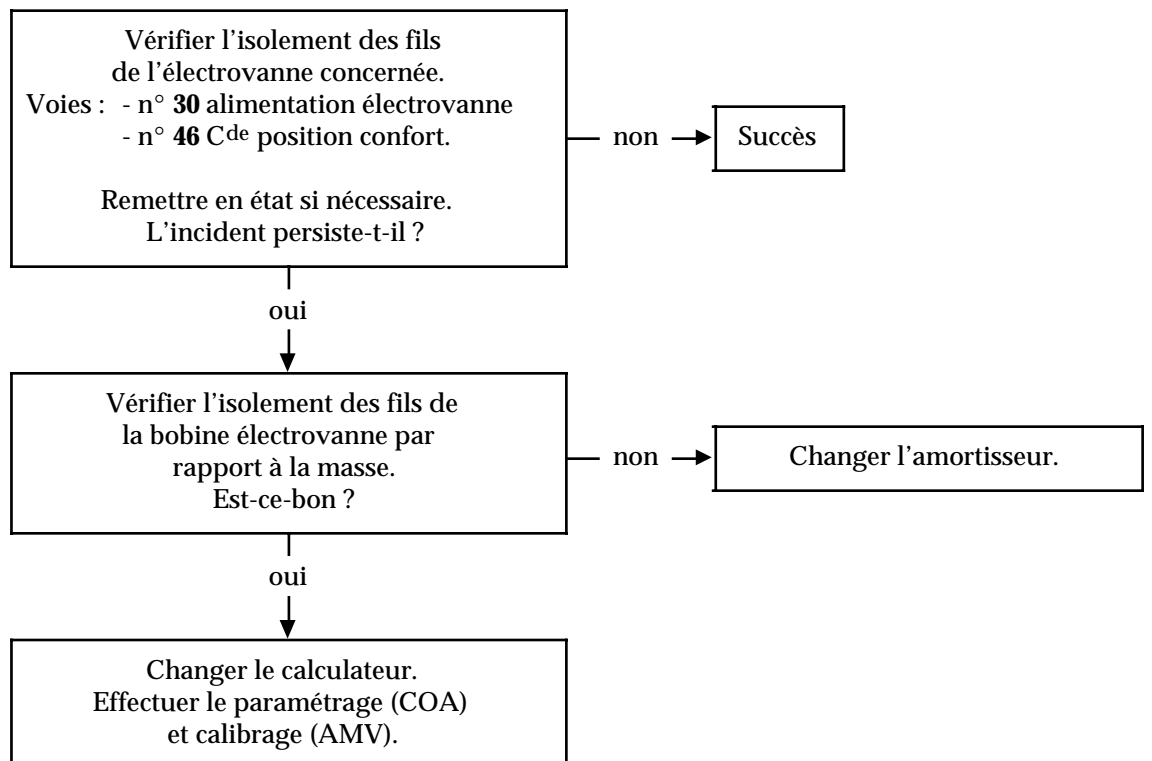 Vérifier l’isolement des fils
de l’électrovanne concernée.
Voies : - n° 30 alimentation électrovanne
- n° 46 Cde position confort.
Remettre en état si nécessaire.
L’incident persiste-t-il ?
non
Succès
oui
Vérifier l’isolement des fils de
la bobine électrovanne par
rapport à la masse.
Est-ce-bon ?
non
Changer l’amortisseur.
oui
Changer le calculateur.
Effectuer le paramétrage (COA)
et calibrage (AMV).